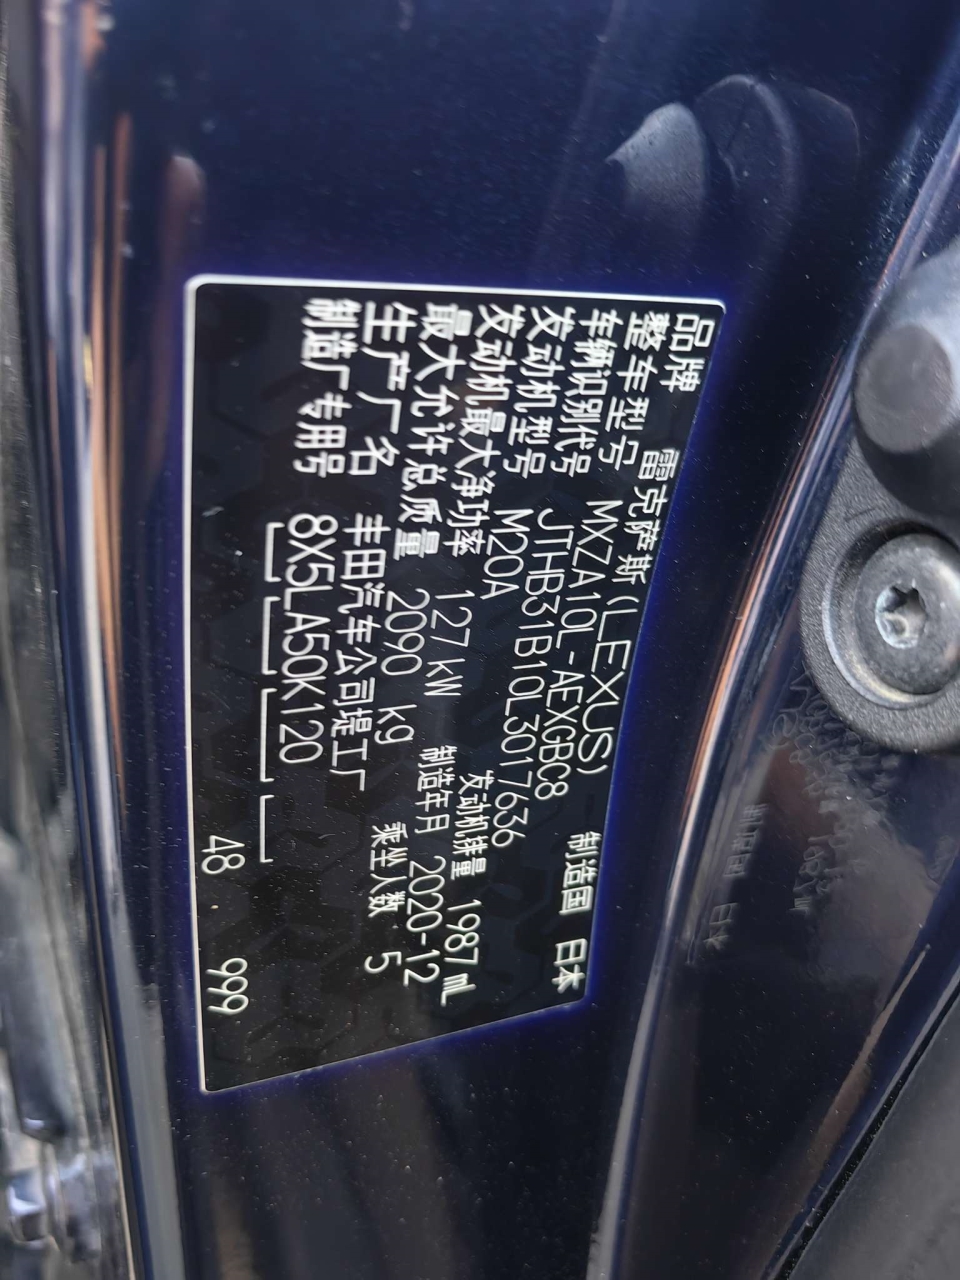 品牌 雷克萨斯(LEXUS) 制造国 日本
整车型号 MXZA10L-AEXGBC8
车辆识别代号 JTHB31B10L3017636
发动机型号 M20A
发动机最大净功率 127 kW 发动机排量 1987 mL
最大允许总质量 2090 kg 制造年月 2020-12
生产厂名 丰田汽车公司堤工厂 乘坐人数 5
制造厂专用号 8X5LA50K120
48 999